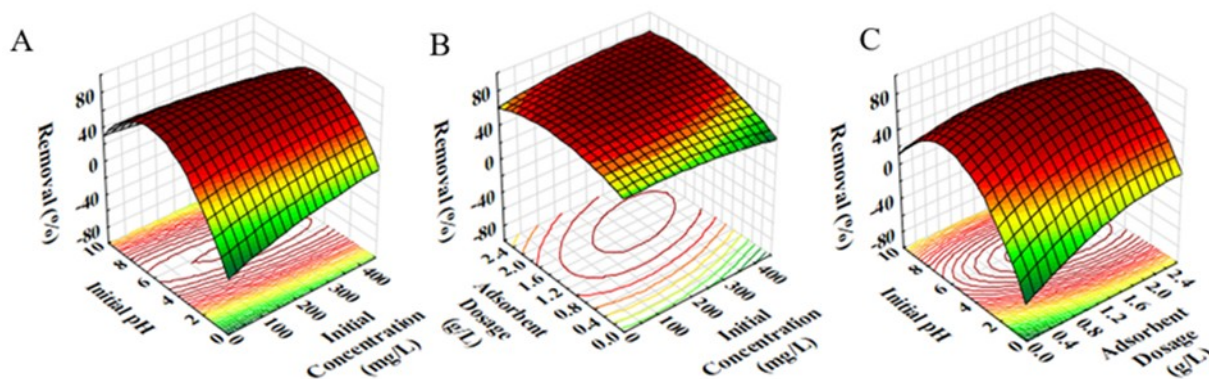 A
Removal (%)
80
40
0
-40
-80
10
8
6
4
2
0
Initial pH
0
100
200
300
400
Initial
Concentration
(mg/L)
B
Removal (%)
80
40
0
-40
-80
2.4
2.0
1.6
1.2
0.8
0.4
0.0
Adsorbent
Dosage
(g/L)
0
100
200
300
400
Initial
Concentration
(mg/L)
C
Removal (%)
80
40
0
-40
-80
10
8
6
4
2
0
Initial pH
0.0
0.4
0.8
1.2
1.6
2.0
2.4
Adsorbent
Dosage
(g/L)